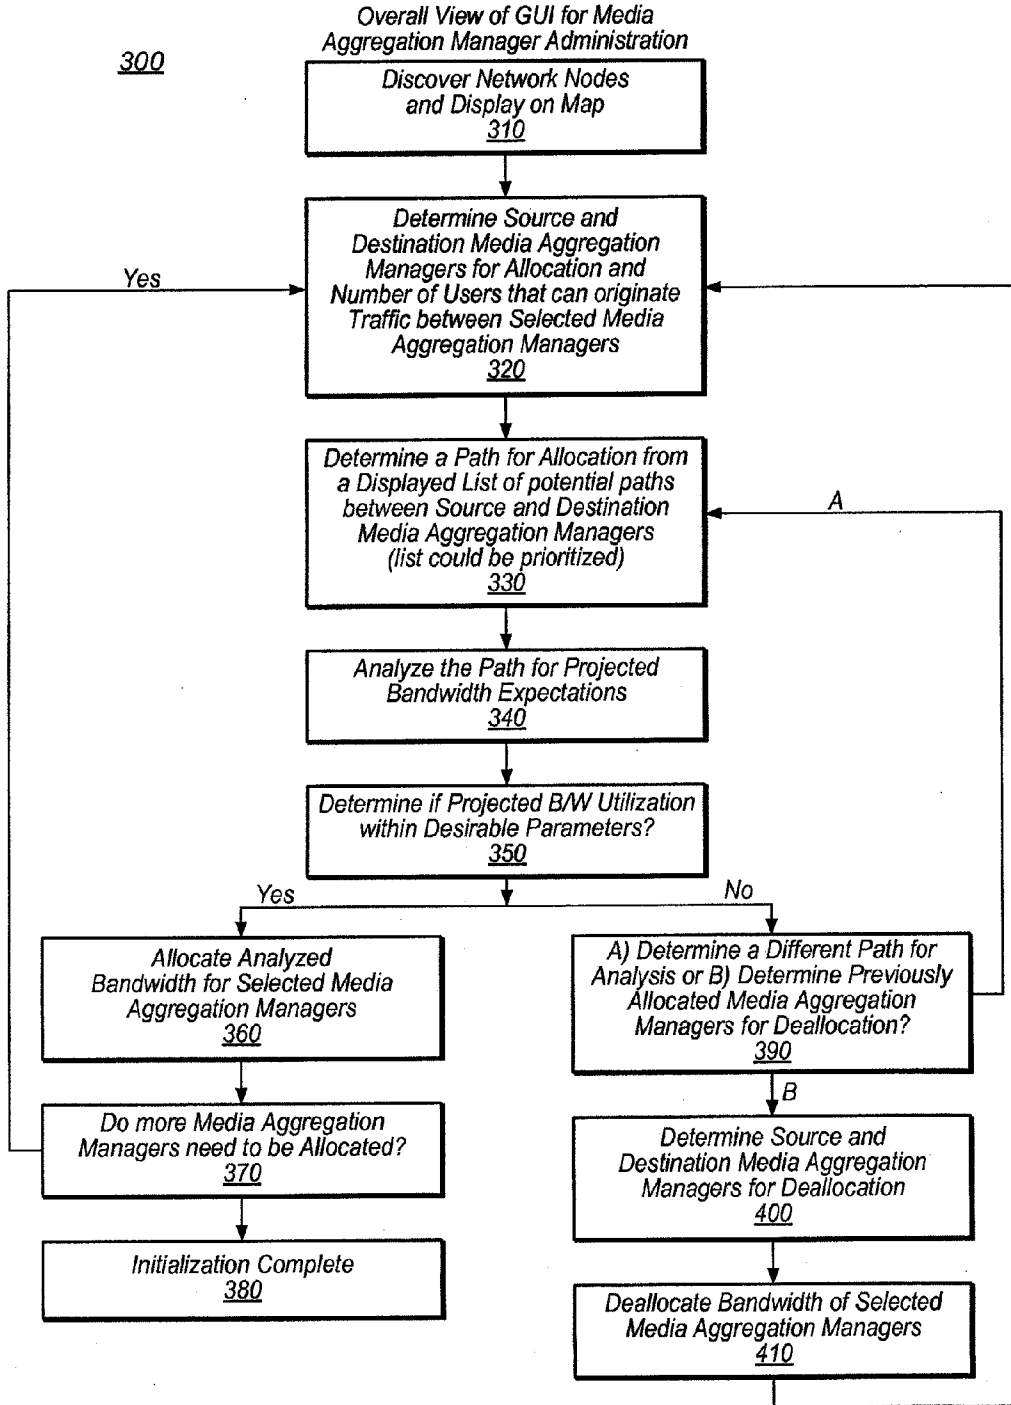 Overall View of GUI for Media
Aggregation Manager Administration
300
Discover Network Nodes
and Display on Map
310
Determine Source and
Destination Media Aggregation
Managers for Allocation and
Number of Users that can originate
Traffic between Selected Media
Aggregation Managers
320
Yes
Determine a Path for Allocation from
a Displayed List of potential paths
between Source and Destination
Media Aggregation Managers
(list could be prioritized)
330
A
Analyze the Path for Projected
Bandwidth Expectations
340
Determine if Projected B/W Utilization
within Desirable Parameters?
350
Yes
No
Allocate Analyzed
Bandwidth for Selected Media
Aggregation Managers
360
A) Determine a Different Path for
Analysis or B) Determine Previously
Allocated Media Aggregation
Managers for Deallocation?
390
B
Do more Media Aggregation
Managers need to be Allocated?
370
Determine Source and
Destination Media Aggregation
Managers for Deallocation
400
Initialization Complete
380
Deallocate Bandwidth of Selected
Media Aggregation Managers
410